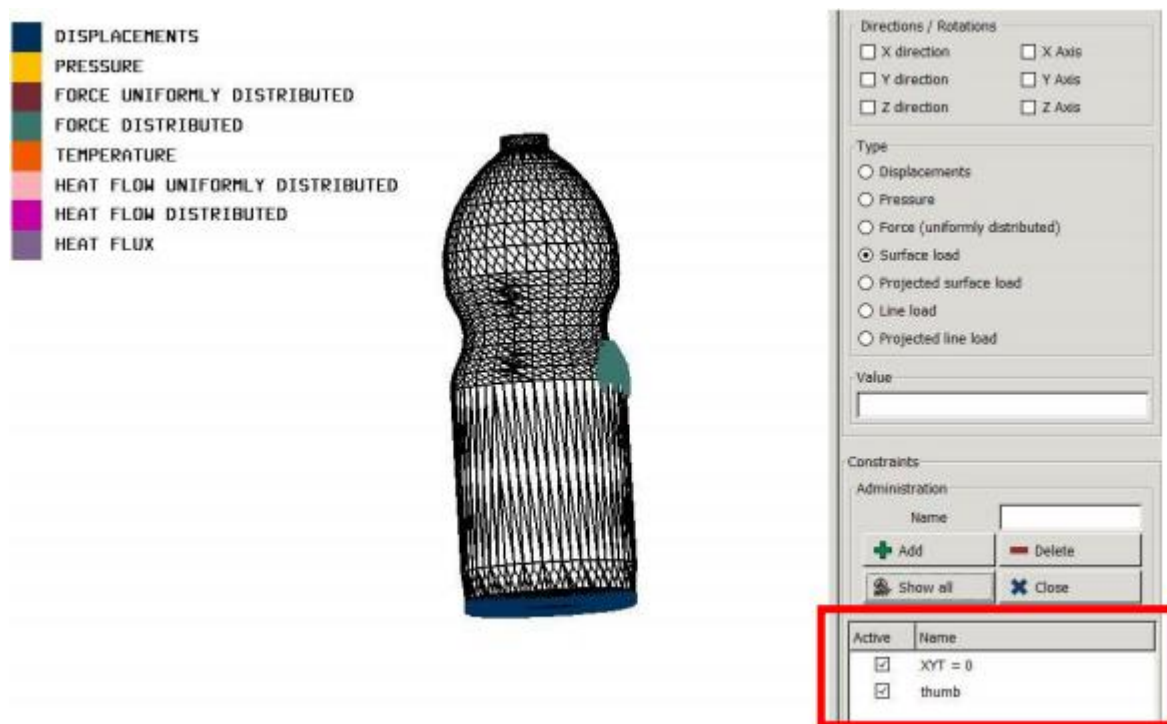 DISPLACEMENTS
PRESSURE
FORCE UNIFORMLY DISTRIBUTED
FORCE DISTRIBUTED
TEMPERATURE
HEAT FLOW UNIFORMLY DISTRIBUTED
HEAT FLOW DISTRIBUTED
HEAT FLUX
Directions / Rotations
X direction X Axis
Y direction Y Axis
Z direction Z Axis
Type
Displacements
Pressure
Force (uniformly distributed)
Surface load
Projected surface load
Line load
Projected line load
Value
Constraints
Administration
Name
Add Delete
Show all Close
Active Name
XYT = 0
thumb